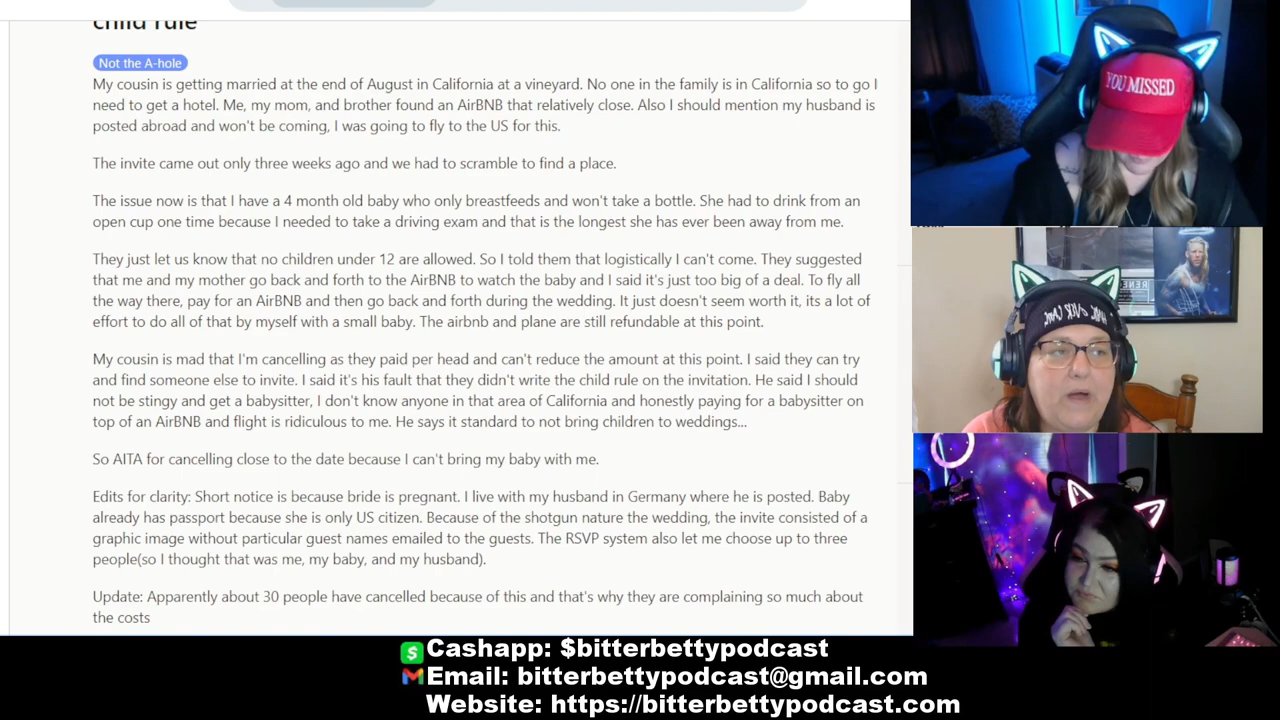 child rule
Not the A-hole
My cousin is getting married at the end of August in California at a vineyard. No one in the family is in California so to go I
need to get a hotel. Me, my mom, and brother found an AirBNB that relatively close. Also I should mention my husband is
posted abroad and won't be coming, I was going to fly to the US for this.
The invite came out only three weeks ago and we had to scramble to find a place.
The issue now is that I have a 4 month old baby who only breastfeeds and won't take a bottle. She had to drink from an
open cup one time because I needed to take a driving exam and that is the longest she has ever been away from me.
They just let us know that no children under 12 are allowed. So I told them that logistically I can't come. They suggested
that me and my mother go back and forth to the AirBNB to watch the baby and I said it's just too big of a deal. To fly all
the way there, pay for an AirBNB and then go back and forth during the wedding. It just doesn't seem worth it, its a lot of
effort to do all of that by myself with a small baby. The airbnb and plane are still refundable at this point.
My cousin is mad that I'm cancelling as they paid per head and can't reduce the amount at this point. I said they can try
and find someone else to invite. I said it's his fault that they didn't write the child rule on the invitation. He said I should
not be stingy and get a babysitter, I don't know anyone in that area of California and honestly paying for a babysitter on
top of an AirBNB and flight is ridiculous to me. He says it standard to not bring children to weddings...
So AITA for cancelling close to the date because I can't bring my baby with me.
Edits for clarity: Short notice is because bride is pregnant. I live with my husband in Germany where he is posted. Baby
already has passport because she is only US citizen. Because of the shotgun nature the wedding, the invite consisted of a
graphic image without particular guest names emailed to the guests. The RSVP system also let me choose up to three
people(so I thought that was me, my baby, and my husband).
Update: Apparently about 30 people have cancelled because of this and that's why they are complaining so much about
the costs
YOU MISSED
Cashapp: $bitterbettypodcast
Email: bitterbettypodcast@gmail.com
Website: https://bitterbettypodcast.com